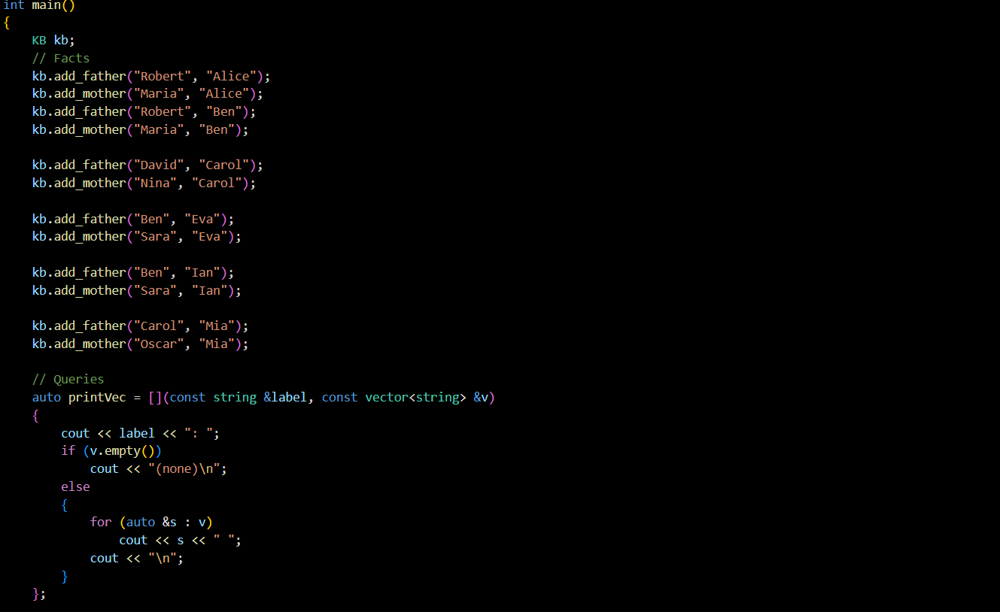 int main()
{
    KB kb;
    // Facts
    kb.add_father("Robert", "Alice");
    kb.add_mother("Maria", "Alice");
    kb.add_father("Robert", "Ben");
    kb.add_mother("Maria", "Ben");

    kb.add_father("David", "Carol");
    kb.add_mother("Nina", "Carol");

    kb.add_father("Ben", "Eva");
    kb.add_mother("Sara", "Eva");

    kb.add_father("Ben", "Ian");
    kb.add_mother("Sara", "Ian");

    kb.add_father("Carol", "Mia");
    kb.add_mother("Oscar", "Mia");

    // Queries
    auto printVec = [](const string &label, const vector<string> &v)
    {
        cout << label << ": ";
        if (v.empty())
            cout << "(none)\n";
        else
        {
            for (auto &s : v)
                cout << s << " ";
            cout << "\n";
        }
    };